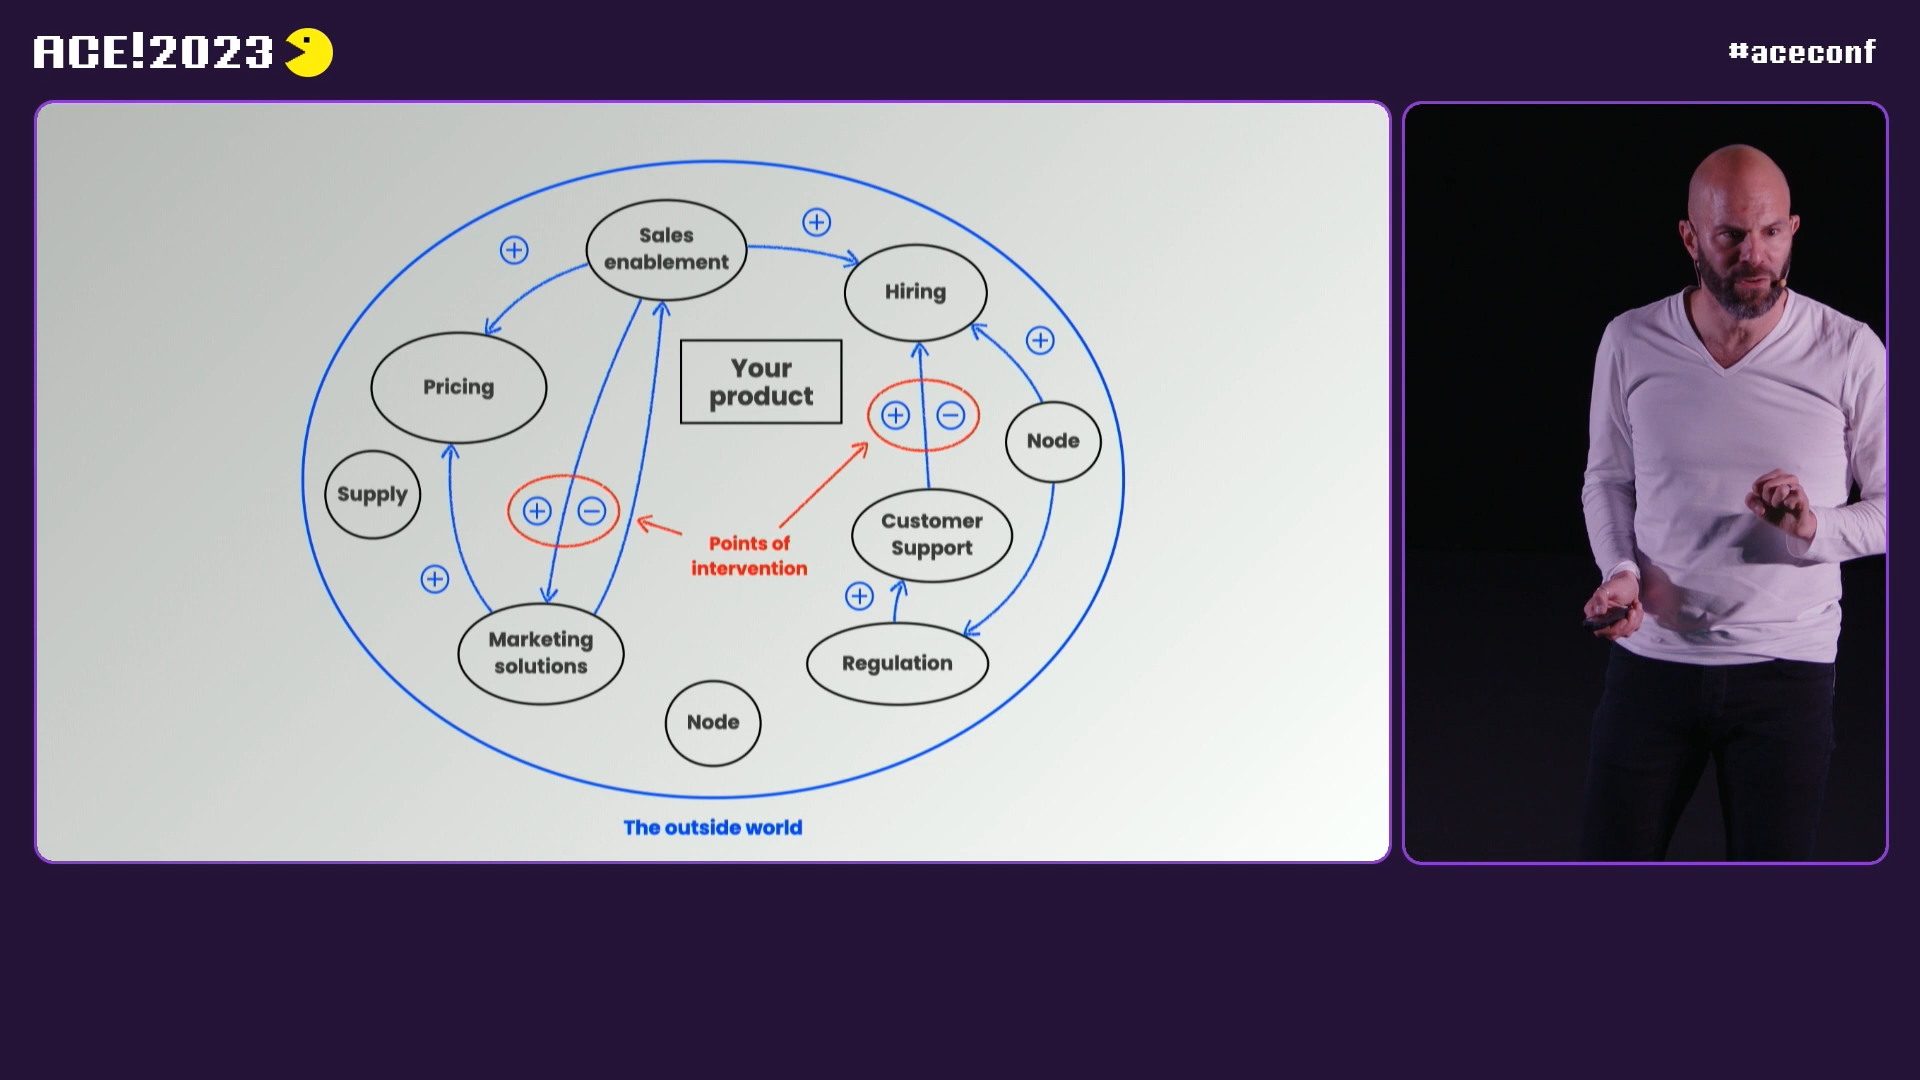 ACE!2023
#aceconf
Sales
enablement
Hiring
Your
product
Pricing
Node
Supply
Customer
Support
Points of
intervention
Marketing
solutions
Regulation
Node
The outside world